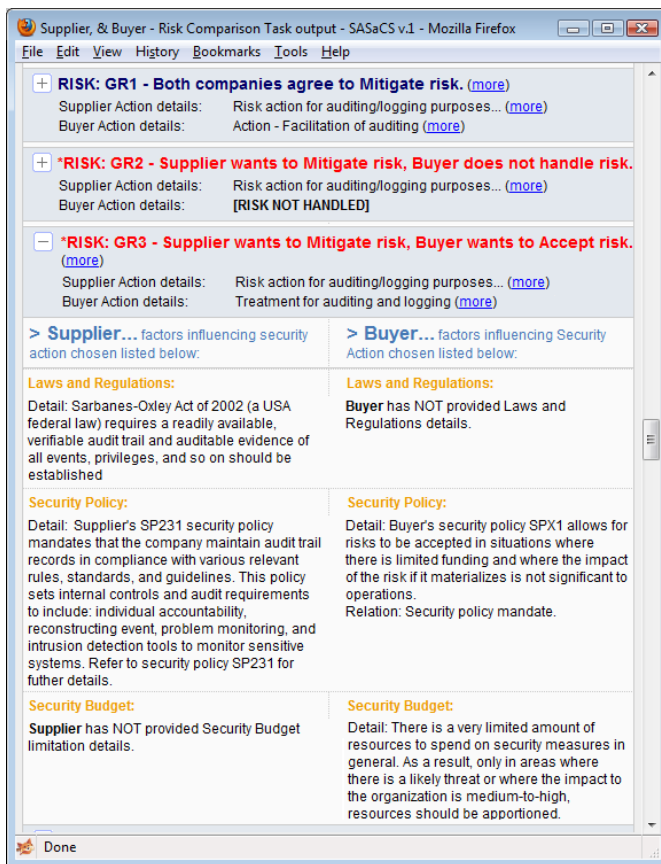 Supplier, & Buyer - Risk Comparison Task output - SASaCS v.1 - Mozilla Firefox
File Edit View History Bookmarks Tools Help
RISK: GR1 - Both companies agree to Mitigate risk. (more)
Supplier Action details: Risk action for auditing/logging purposes... (more)
Buyer Action details: Action - Facilitation of auditing (more)
*RISK: GR2 - Supplier wants to Mitigate risk, Buyer does not handle risk.
Supplier Action details: Risk action for auditing/logging purposes... (more)
Buyer Action details: [RISK NOT HANDLED]
*RISK: GR3 - Supplier wants to Mitigate risk, Buyer wants to Accept risk.
(more)
Supplier Action details: Risk action for auditing/logging purposes... (more)
Buyer Action details: Treatment for auditing and logging (more)
> Supplier... factors influencing security
action chosen listed below:
> Buyer... factors influencing Security
Action chosen listed below:
Laws and Regulations:
Detail: Sarbanes-Oxley Act of 2002 (a USA
federal law) requires a readily available,
verifiable audit trail and auditable evidence of
all events, privileges, and so on should be
established
Laws and Regulations:
Buyer has NOT provided Laws and
Regulations details.
Security Policy:
Detail: Supplier's SP231 security policy
mandates that the company maintain audit trail
records in compliance with various relevant
rules, standards, and guidelines. This policy
sets internal controls and audit requirements
to include: individual accountability,
reconstructing event, problem monitoring, and
intrusion detection tools to monitor sensitive
systems. Refer to security policy SP231 for
futher details.
Security Policy:
Detail: Buyer's security policy SPX1 allows for
risks to be accepted in situations where
there is limited funding and where the impact
of the risk if it materializes is not significant to
operations.
Relation: Security policy mandate.
Security Budget:
Supplier has NOT provided Security Budget
limitation details.
Security Budget:
Detail: There is a very limited amount of
resources to spend on security measures in
general. As a result, only in areas where
there is a likely threat or where the impact to
the organization is medium-to-high,
resources should be apportioned.
Done